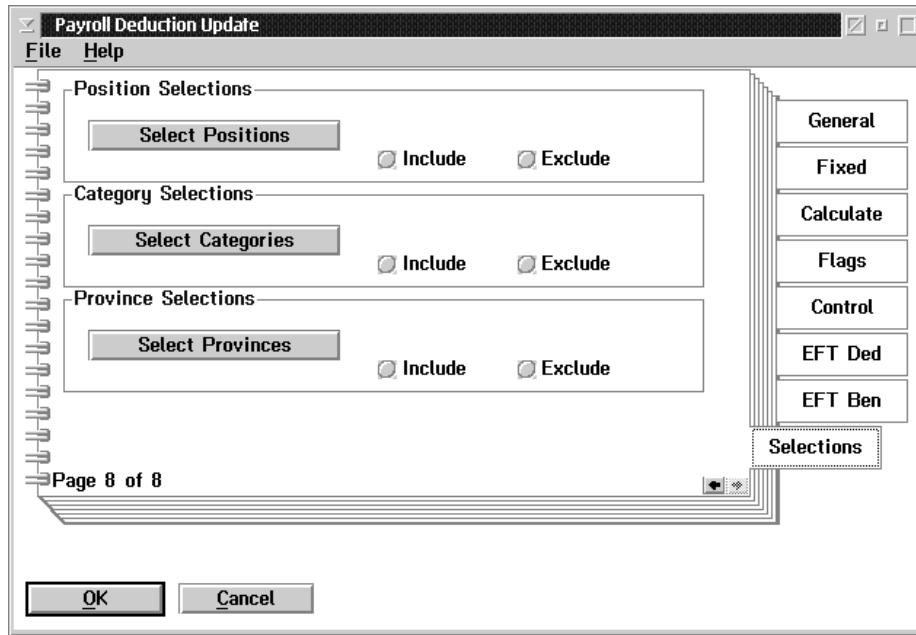 Payroll Deduction Update
File Help
Position Selections
Select Positions
Include Exclude
Category Selections
Select Categories
Include Exclude
Province Selections
Select Provinces
Include Exclude
Page 8 of 8
General
Fixed
Calculate
Flags
Control
EFT Ded
EFT Ben
Selections
OK Cancel